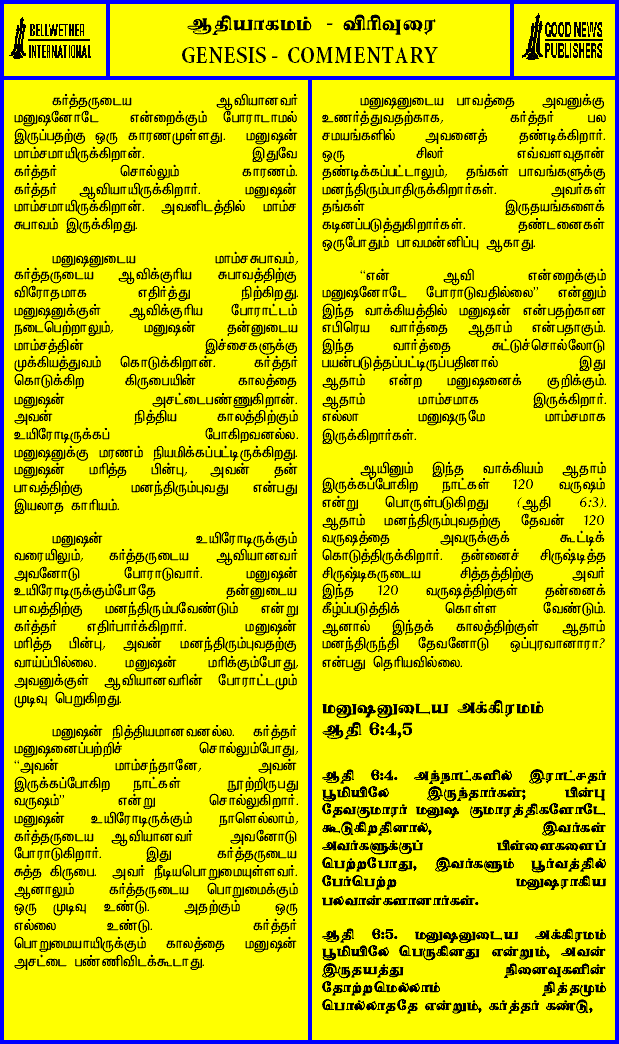 BELLWETHER
INTERNATIONAL
ஆதியாகமம் - விரிவுரை
GENESIS - COMMENTARY
GOOD NEWS
PUBLISHERS
கர்த்தருடைய ஆவியானவர்
மனுஷனோடே என்றைக்கும் போராடாமல்
இருப்பதற்கு ஒரு காரணமுள்ளது. மனுஷன்
மாம்சமாயிருக்கிறான். இதுவே
கர்த்தர் சொல்லும் காரணம்.
கர்த்தர் ஆவியாயிருக்கிறார். மனுஷன்
மாம்சமாயிருக்கிறான். அவனிடத்தில் மாம்ச
சுபாவம் இருக்கிறது.
மனுஷனுடைய மாம்சசுபாவம்,
கர்த்தருடைய ஆவிக்குரிய சுபாவத்திற்கு
விரோதமாக எதிர்த்து நிற்கிறது.
மனுஷனுக்குள் ஆவிக்குரிய போராட்டம்
நடைபெற்றாலும், மனுஷன் தன்னுடைய
மாம்சத்தின் இச்சைகளுக்கு
முக்கியத்துவம் கொடுக்கிறான். கர்த்தர்
கொடுக்கிற கிருபையின் காலத்தை
மனுஷன் அசட்டைபண்ணுகிறான்.
அவன் நித்திய காலத்திற்கும்
உயிரோடிருக்கப் போகிறவனல்ல.
மனுஷனுக்கு மரணம் நியமிக்கப்பட்டிருக்கிறது.
மனுஷன் மரித்த பின்பு, அவன் தன்
பாவத்திற்கு மனந்திரும்புவது என்பது
இயலாத காரியம்.
மனுஷன் உயிரோடிருக்கும்
வரையிலும், கர்த்தருடைய ஆவியானவர்
அவனோடு போராடுவார். மனுஷன்
உயிரோடிருக்கும்போதே தன்னுடைய
பாவத்திற்கு மனந்திரும்பவேண்டும் என்று
கர்த்தர் எதிர்பார்க்கிறார். மனுஷன்
மரித்த பின்பு, அவன் மனந்திரும்புவதற்கு
வாய்ப்பில்லை. மனுஷன் மரிக்கும்போது,
அவனுக்குள் ஆவியானவரின் போராட்டமும்
முடிவு பெறுகிறது.
மனுஷன் நித்தியமானவனல்ல. கர்த்தர்
மனுஷனைப்பற்றிச் சொல்லும்போது,
“அவன் மாம்சந்தானே, அவன்
இருக்கப்போகிற நாட்கள் நூற்றிருபது
வருஷம்” என்று சொல்லுகிறார்.
மனுஷன் உயிரோடிருக்கும் நாளெல்லாம்,
கர்த்தருடைய ஆவியானவர் அவனோடு
போராடுகிறார். இது கர்த்தருடைய
சுத்த கிருபை. அவர் நீடியபொறுமையுள்ளவர்.
ஆனாலும் கர்த்தருடைய பொறுமைக்கும்
ஒரு முடிவு உண்டு. அதற்கும் ஒரு
எல்லை உண்டு. கர்த்தர்
பொறுமையாயிருக்கும் காலத்தை மனுஷன்
அசட்டை பண்ணிவிடக்கூடாது.
மனுஷனுடைய பாவத்தை அவனுக்கு
உணர்த்துவதற்காக, கர்த்தர் பல
சமயங்களில் அவனைத் தண்டிக்கிறார்.
ஒரு சிலர் எவ்வளவுதான்
தண்டிக்கப்பட்டாலும், தங்கள் பாவங்களுக்கு
மனந்திரும்பாதிருக்கிறார்கள். அவர்கள்
தங்கள் இருதயங்களைக்
கடினப்படுத்துகிறார்கள். தண்டனைகள்
ஒருபோதும் பாவமன்னிப்பு ஆகாது.
“என் ஆவி என்றைக்கும்
மனுஷனோடே போராடுவதில்லை” என்னும்
இந்த வாக்கியத்தில் மனுஷன் என்பதற்கான
எபிரெய வார்த்தை ஆதாம் என்பதாகும்.
இந்த வார்த்தை சுட்டுச்சொல்லோடு
பயன்படுத்தப்பட்டிருப்பதினால் இது
ஆதாம் என்ற மனுஷனைக் குறிக்கும்.
ஆதாம் மாம்சமாக இருக்கிறார்.
எல்லா மனுஷருமே மாம்சமாக
இருக்கிறார்கள்.
ஆயினும் இந்த வாக்கியம் ஆதாம்
இருக்கப்போகிற நாட்கள் 120 வருஷம்
என்று பொருள்படுகிறது (ஆதி 6:3).
ஆதாம் மனந்திரும்புவதற்கு தேவன் 120
வருஷத்தை அவருக்குக் கூட்டிக்
கொடுத்திருக்கிறார். தன்னைச் சிருஷ்டித்த
சிருஷ்டிகருடைய சித்தத்திற்கு அவர்
இந்த 120 வருஷத்திற்குள் தன்னைக்
கீழ்ப்படுத்திக் கொள்ள வேண்டும்.
ஆனால் இந்தக் காலத்திற்குள் ஆதாம்
மனந்திருந்தி தேவனோடு ஒப்புரவானாரா?
என்பது தெரியவில்லை.
மனுஷனுடைய அக்கிரமம்
ஆதி 6:4,5
ஆதி 6:4. அந்நாட்களில் இராட்சதர்
பூமியிலே இருந்தார்கள்; பின்பு
தேவகுமாரர் மனுஷ குமாரத்திகளோடே
கூடுகிறதினால், இவர்கள்
அவர்களுக்குப் பிள்ளைகளைப்
பெற்றபோது, இவர்களும் பூர்வத்தில்
பேர்பெற்ற மனுஷராகிய
பலவான்களானார்கள்.
ஆதி 6:5. மனுஷனுடைய அக்கிரமம்
பூமியிலே பெருகினது என்றும், அவன்
இருதயத்து நினைவுகளின்
தோற்றமெல்லாம் நித்தமும்
பொல்லாததே என்றும், கர்த்தர் கண்டு,